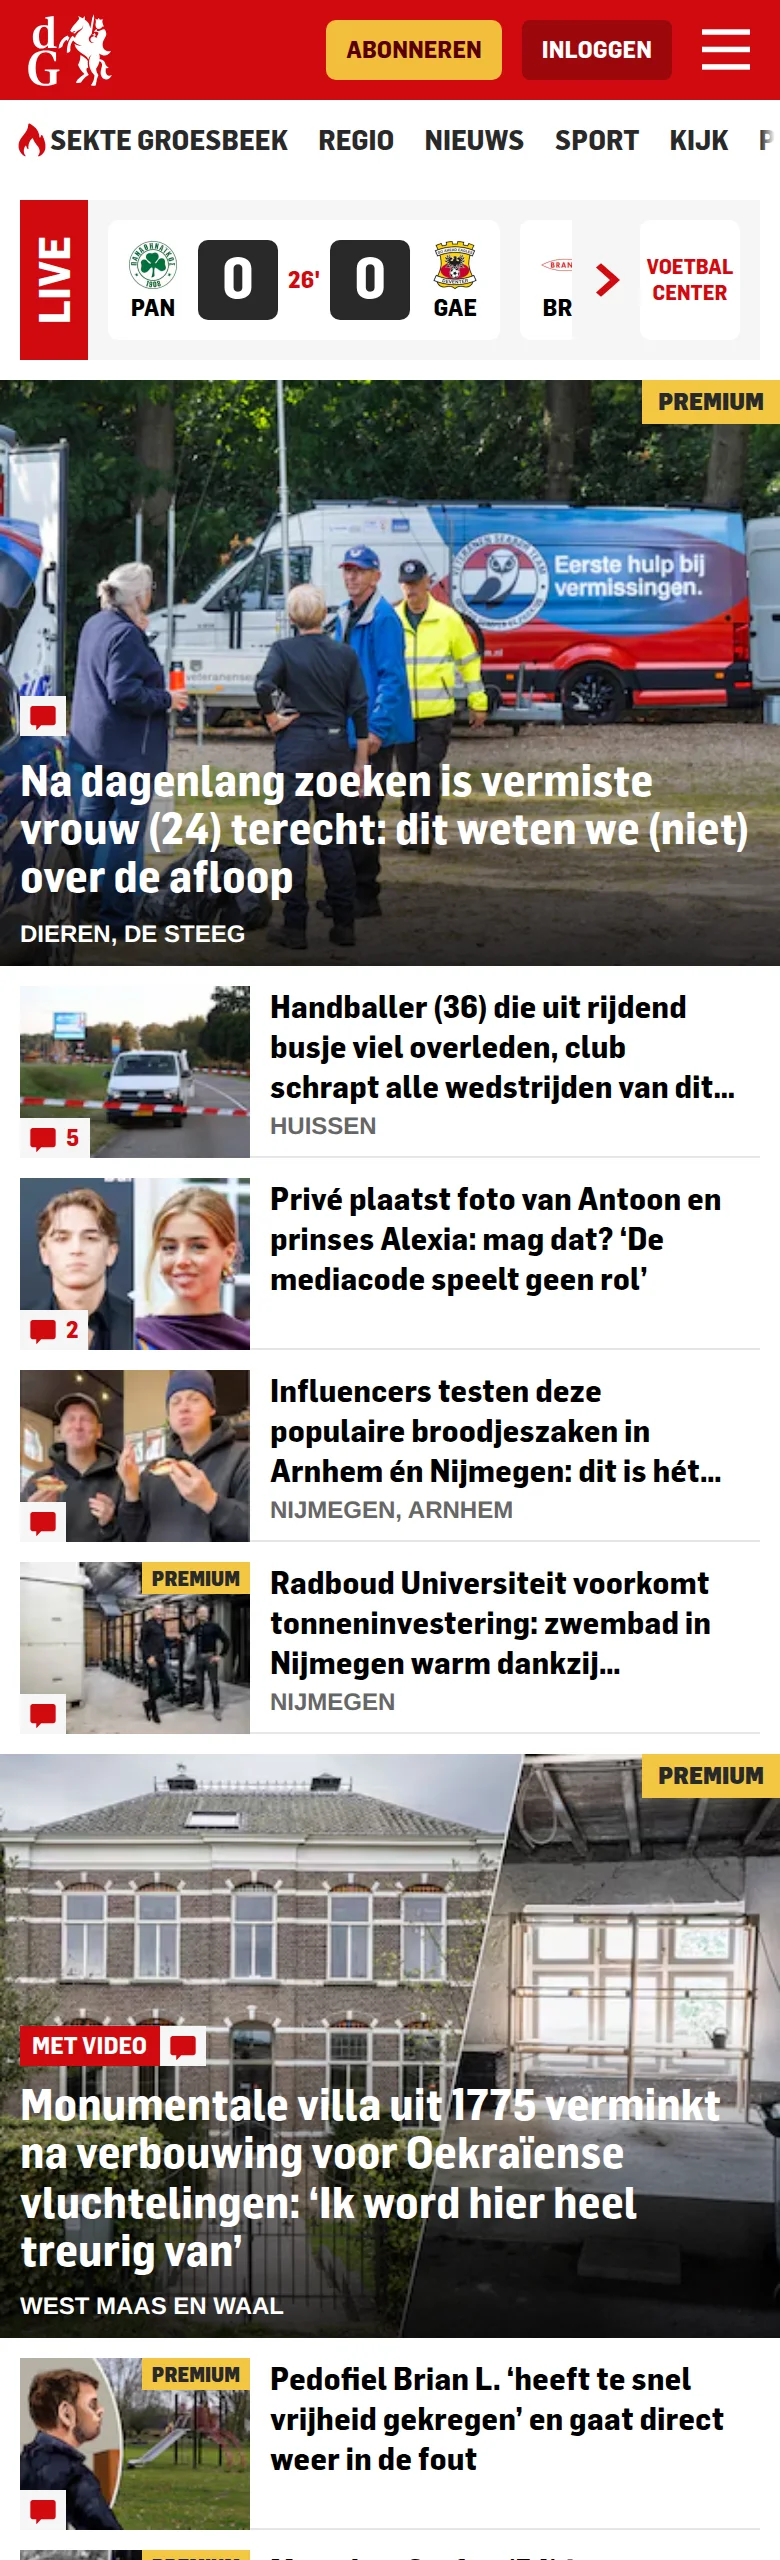 dG
ABONNEREN
INLOGGEN
SEKTE GROESBEEK REGIO NIEUWS SPORT KIJK P
LIVE
PAN
0
26'
0
GAE
BRAN
BR
VOETBAL
CENTER
PREMIUM
VETERANEN SEARCH TEAM
Eerste hulp bij
vermissingen.
Na dagenlang zoeken is vermiste
vrouw (24) terecht: dit weten we (niet)
over de afloop
DIEREN, DE STEEG
Handballer (36) die uit rijdend
busje viel overleden, club
schrapt alle wedstrijden van dit...
HUISSEN
5
Privé plaatst foto van Antoon en
prinses Alexia: mag dat? ‘De
mediacode speelt geen rol’
2
Influencers testen deze
populaire broodjeszaken in
Arnhem én Nijmegen: dit is hét...
NIJMEGEN, ARNHEM
PREMIUM
Radboud Universiteit voorkomt
tonneninvestering: zwembad in
Nijmegen warm dankzij...
NIJMEGEN
PREMIUM
MET VIDEO
Monumentale villa uit 1775 verminkt
na verbouwing voor Oekraïense
vluchtelingen: ‘Ik word hier heel
treurig van’
WEST MAAS EN WAAL
PREMIUM
Pedofiel Brian L. ‘heeft te snel
vrijheid gekregen’ en gaat direct
weer in de fout